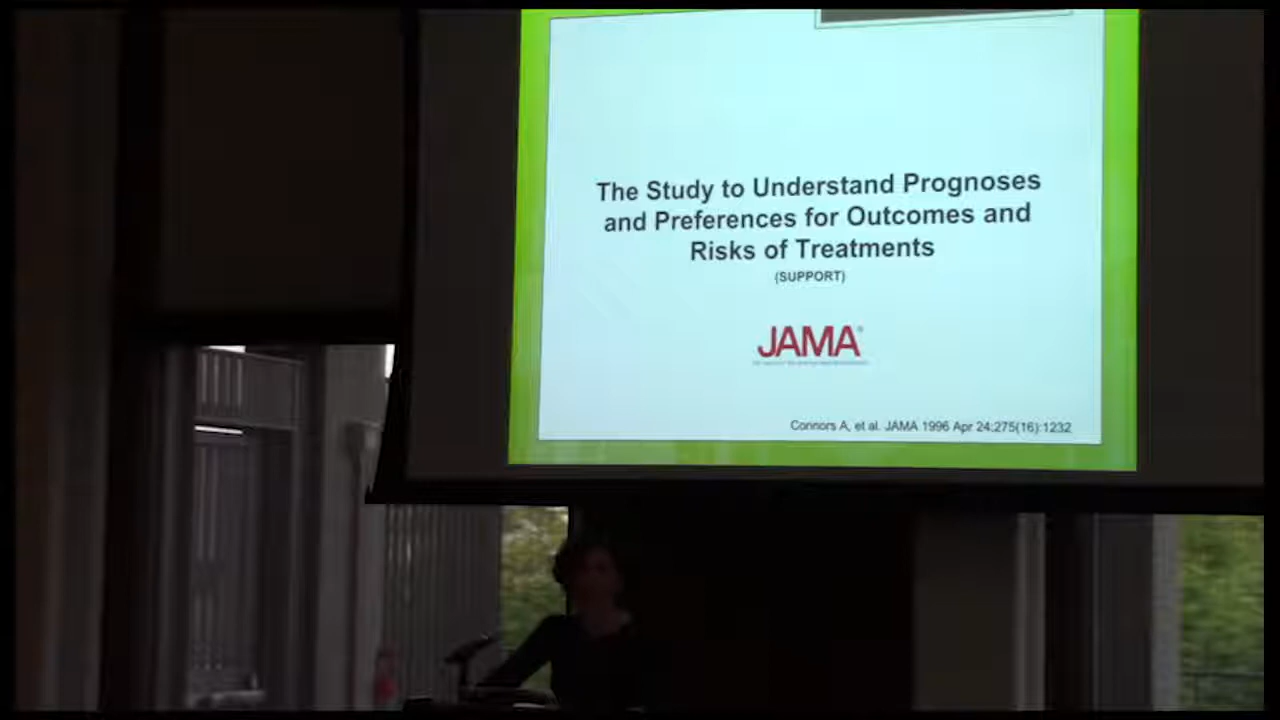 The Study to Understand Prognoses
and Preferences for Outcomes and
Risks of Treatments
(SUPPORT)
JAMA®
Connors A, et al. JAMA 1996 Apr 24:275(16):1232